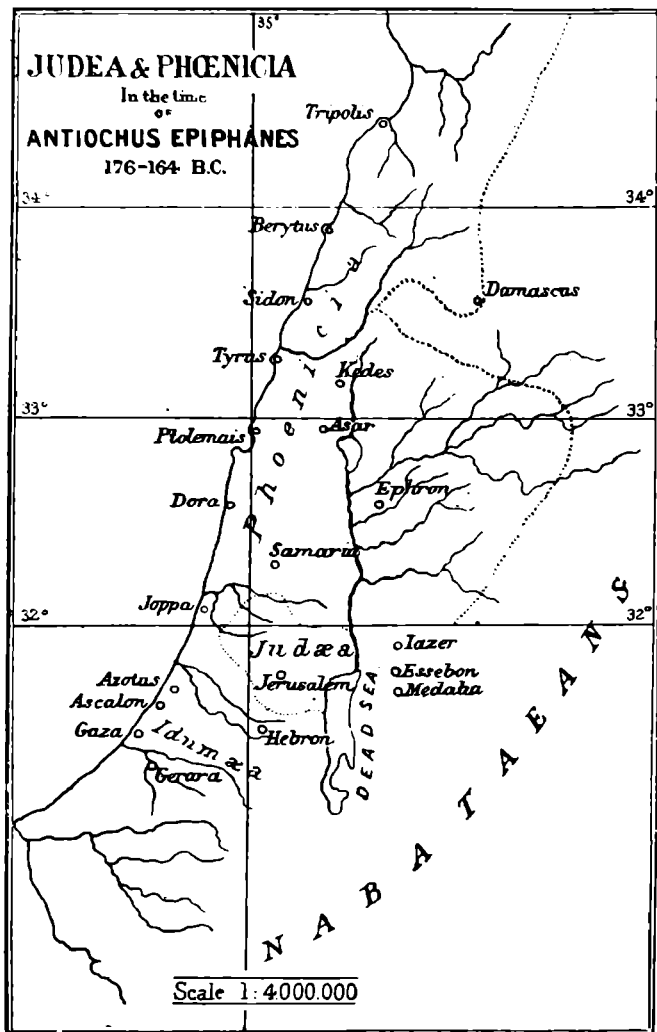 35°
JUDEA & PHŒNICIA
In the time
OF
ANTIOCHUS EPIPHANES
176-164 B.C.
Tripolis
34°
34°
Berytus
Sidon
Damascus
Tyrus
Kedes
Phoenicia
33°
33°
Ptolemais
Asar
Dora
Ephron
Samaria
Joppa
32°
32°
Judæa
Iazer
Jerusalem
Essebon
Medaba
Azotus
Ascalon
Gaza
Hebron
Idumæa
Gerara
DEAD SEA
NABATAEANS
Scale 1:4.000.000